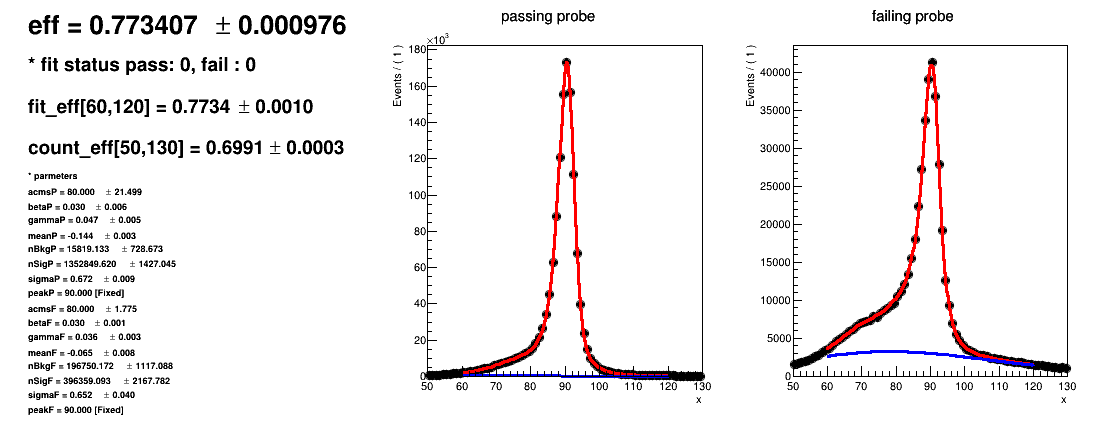 eff = 0.773407 ± 0.000976
* fit status pass: 0, fail : 0
fit_eff[60,120] = 0.7734 ± 0.0010
count_eff[50,130] = 0.6991 ± 0.0003
* parmeters
acmsP = 80.000 ± 21.499
betaP = 0.030 ± 0.006
gammaP = 0.047 ± 0.005
meanP = -0.144 ± 0.003
nBkgP = 15819.133 ± 728.673
nSigP = 1352849.620 ± 1427.045
sigmaP = 0.672 ± 0.009
peakP = 90.000 [Fixed]
acmsF = 80.000 ± 1.775
betaF = 0.030 ± 0.001
gammaF = 0.036 ± 0.003
meanF = -0.065 ± 0.008
nBkgF = 196750.172 ± 1117.088
nSigF = 396359.093 ± 2167.782
sigmaF = 0.652 ± 0.040
peakF = 90.000 [Fixed]
passing probe
×10³
Events / ( 1 )
180
160
140
120
100
80
60
40
20
0
50 60 70 80 90 100 110 120 130
x
failing probe
Events / ( 1 )
40000
35000
30000
25000
20000
15000
10000
5000
0
50 60 70 80 90 100 110 120 130
x